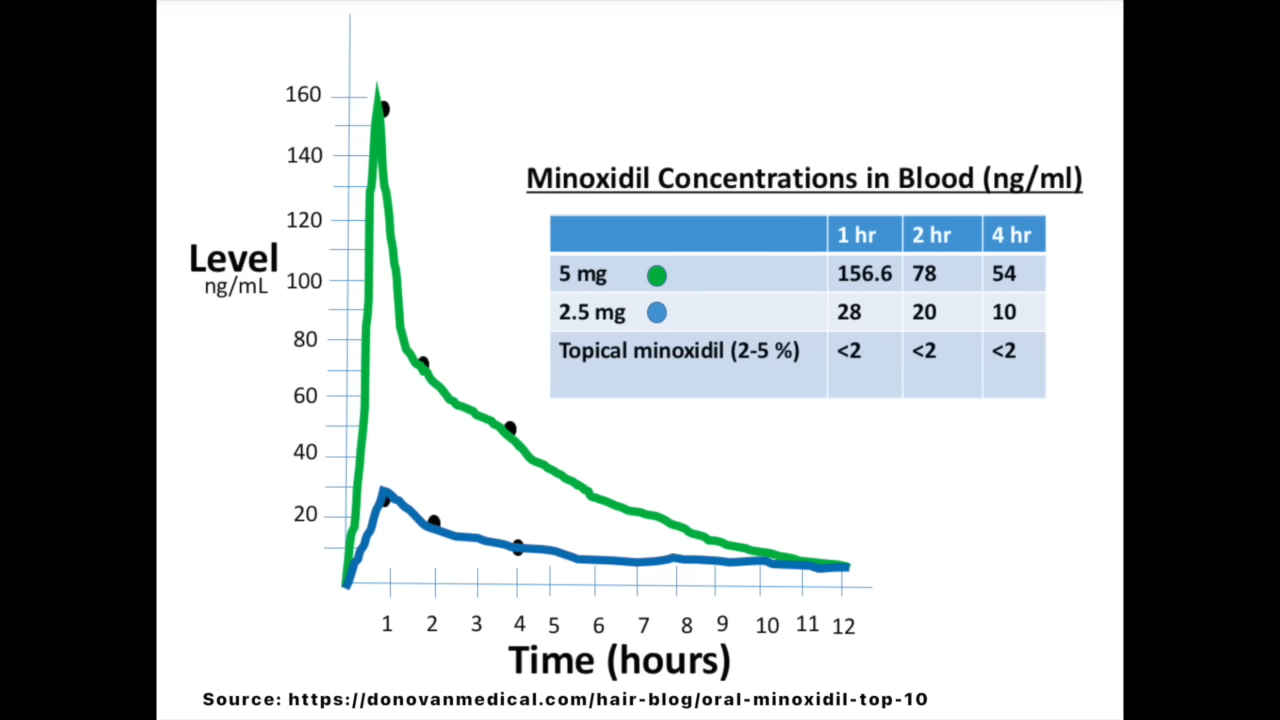 160
140
120
100
80
60
40
20
Level
ng/mL
Minoxidil Concentrations in Blood (ng/ml)
1 hr 2 hr 4 hr
5 mg 156.6 78 54
2.5 mg 28 20 10
Topical minoxidil (2-5 %) <2 <2 <2
1 2 3 4 5 6 7 8 9 10 11 12
Time (hours)
Source: https://donovanmedical.com/hair-blog/oral-minoxidil-top-10